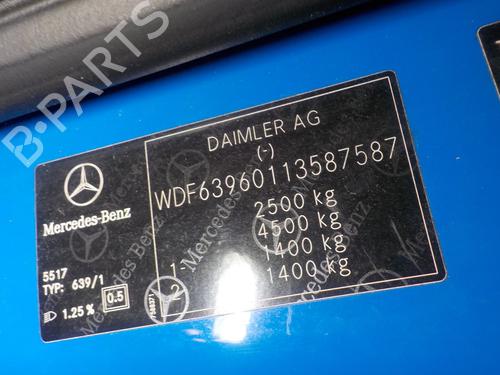 B-PARTS
DAIMLER AG
(-)
WDF63960113587587
2500 kg
4500 kg
1- 1400 kg
2- 1400 kg
Mercedes-Benz
5517
TYP: 639/1
1.25% 0.5